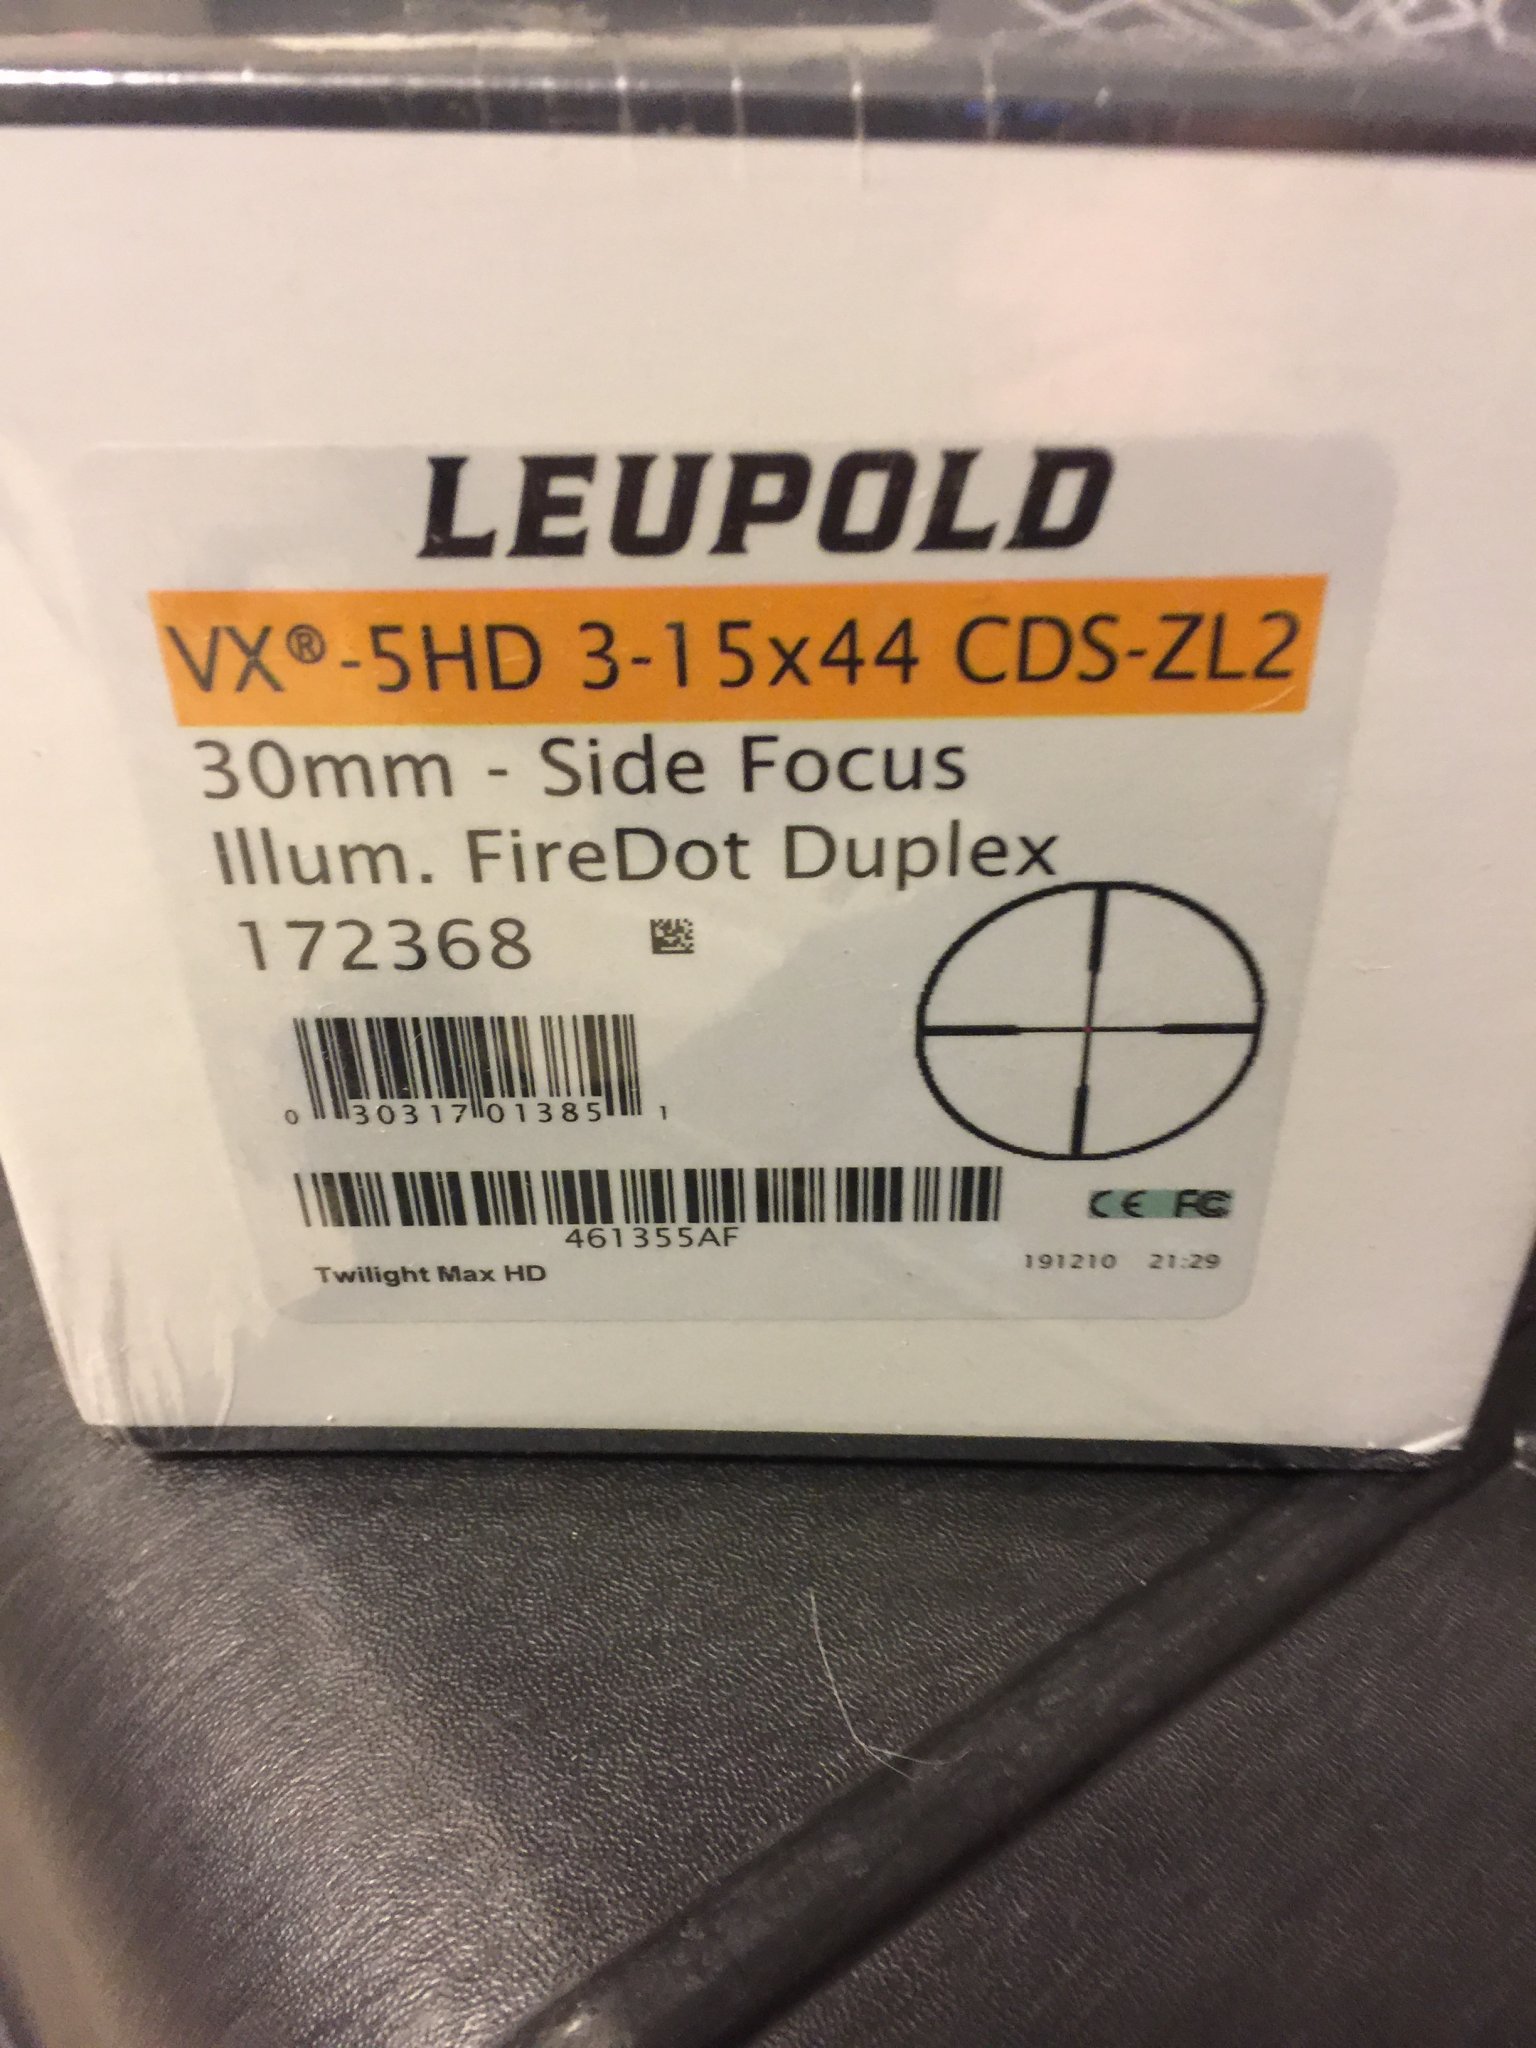 LEUPOLD
VX®-5HD 3-15x44 CDS-ZL2
30mm - Side Focus
Illum. FireDot Duplex
172368
0 30317 01385 1
461355AF
CE FC
Twilight Max HD
191210 21:29